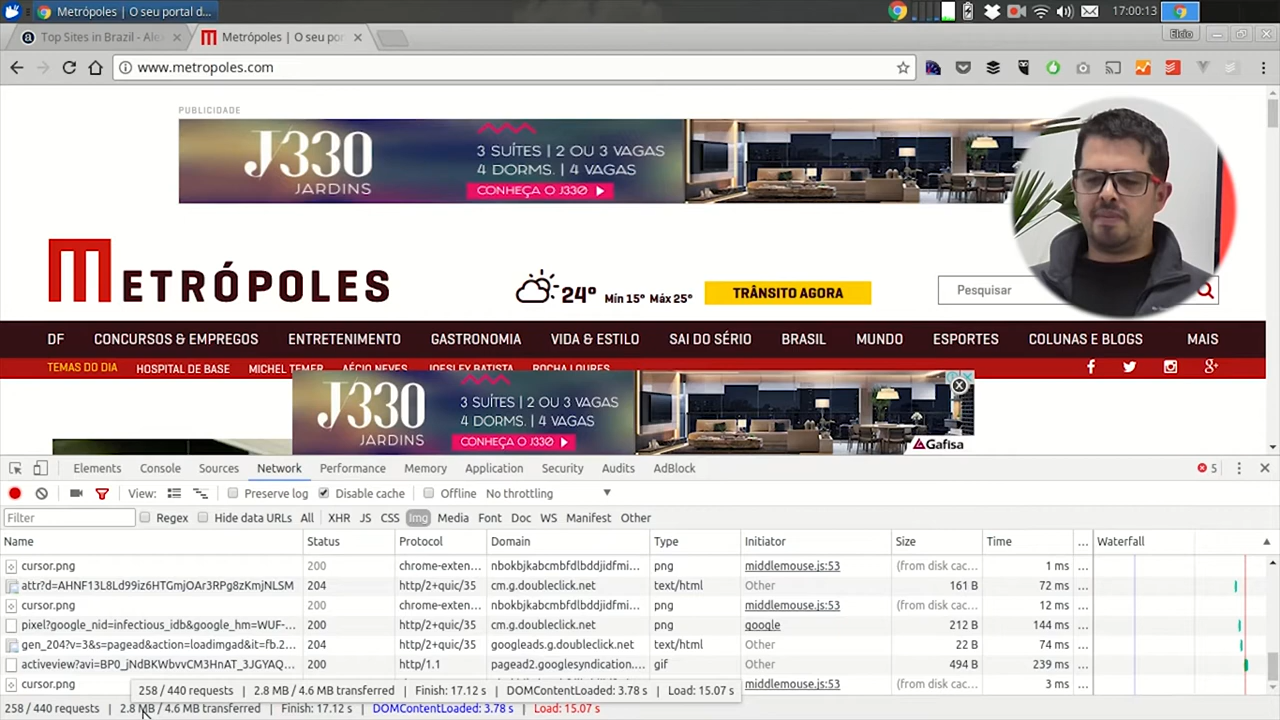 Metrópoles | O seu portal d...
17:00:13
Top Sites in Brazil - Ale
Metrópoles | O seu por
Elcio
www.metropoles.com
PUBLICIDADE
J/330
JARDINS
3 SUÍTES | 2 OU 3 VAGAS
4 DORMS. | 4 VAGAS
CONHEÇA O J330
METRÓPOLES
24° Mín 15° Máx 25°
TRÂNSITO AGORA
Pesquisar
DF CONCURSOS & EMPREGOS ENTRETENIMENTO GASTRONOMIA VIDA & ESTILO SAI DO SÉRIO BRASIL MUNDO ESPORTES COLUNAS E BLOGS MAIS
TEMAS DO DIA HOSPITAL DE BASE MICHEL TEMER AÉCIO NEVES JOESLEY BATISTA ROCHA LOURES
J/330
JARDINS
3 SUÍTES | 2 OU 3 VAGAS
4 DORMS. | 4 VAGAS
CONHEÇA O J330
Gafisa
Elements Console Sources Network Performance Memory Application Security Audits AdBlock 5
View: Preserve log Disable cache Offline No throttling
Filter Regex Hide data URLs All XHR JS CSS Img Media Font Doc WS Manifest Other
Name Status Protocol Domain Type Initiator Size Time ... Waterfall
cursor.png 200 chrome-exten... nbokbjkabcmbfdlbddjidfmi... png middlemouse.js:53 (from disk cac... 1 ms ...
attr?d=AHNF13L8Ld99iz6HTGmjOAr3RPg8zKmjNLSM 204 http/2+quic/35 cm.g.doubleclick.net text/html Other 161 B 72 ms ...
cursor.png 200 chrome-exten... nbokbjkabcmbfdlbddjidfmi... png middlemouse.js:53 (from disk cac... 12 ms ...
pixel?google_nid=infectious_idb&google_hm=WUF-... 200 http/2+quic/35 cm.g.doubleclick.net png google 212 B 144 ms ...
gen_204?v=3&s=pagead&action=loadimgad&it=fb.2... 204 http/2+quic/35 googleads.g.doubleclick.net text/html Other 22 B 74 ms ...
activeview?avi=BP0_jNdBKWbvvCM3HnAT_3JGYAQ... 200 http/1.1 pagead2.googlesyndication.... gif Other 494 B 239 ms ...
cursor.png middlemouse.js:53 (from disk cac... 3 ms ...
258 / 440 requests | 2.8 MB / 4.6 MB transferred | Finish: 17.12 s | DOMContentLoaded: 3.78 s | Load: 15.07 s
258 / 440 requests | 2.8 MB / 4.6 MB transferred | Finish: 17.12 s | DOMContentLoaded: 3.78 s | Load: 15.07 s